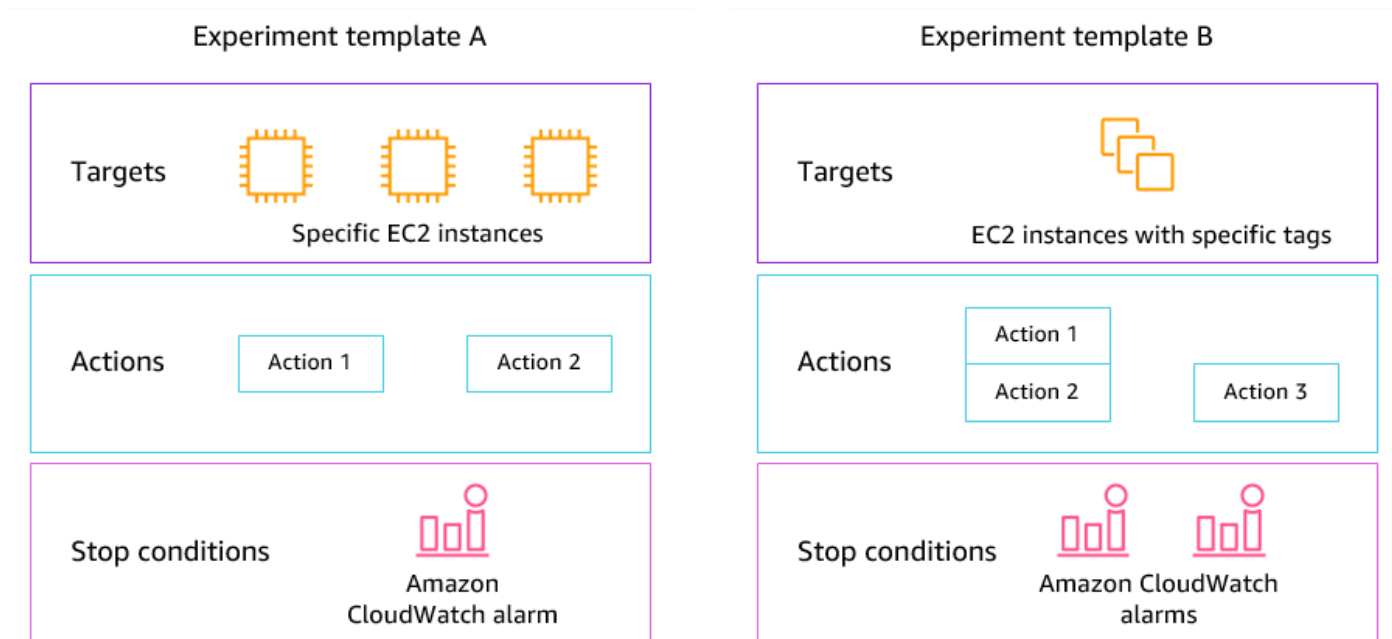 Experiment template A
Targets
Specific EC2 instances
Actions
Action 1
Action 2
Stop conditions
Amazon
CloudWatch alarm
Experiment template B
Targets
EC2 instances with specific tags
Actions
Action 1
Action 2
Action 3
Stop conditions
Amazon CloudWatch
alarms